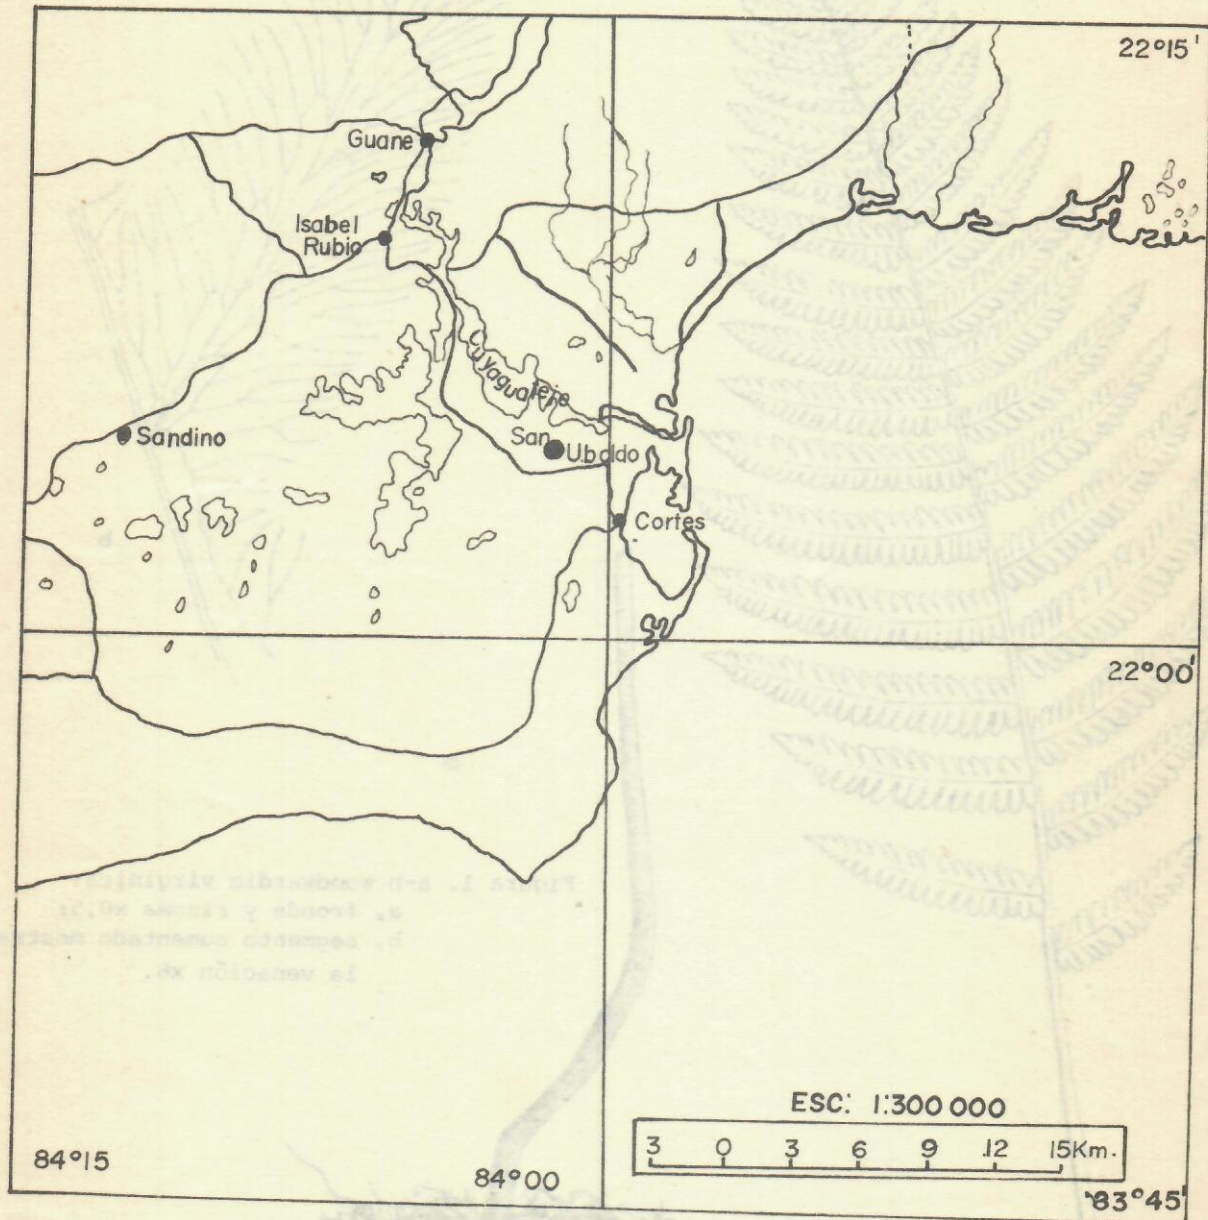 22°15'
Guane
Isabel
Rubio
Cuyaguateje
Sandino
San
Ubaldo
Cortes
22°00'
Figura 1. a-b Woodwardia virginica:
a. fronde y rizoma x0,5;
b. segmento aumentado
la venación x6.
ESC: 1:300 000
3 0 3 6 9 12 15Km.
84°15
84°00
83°45'